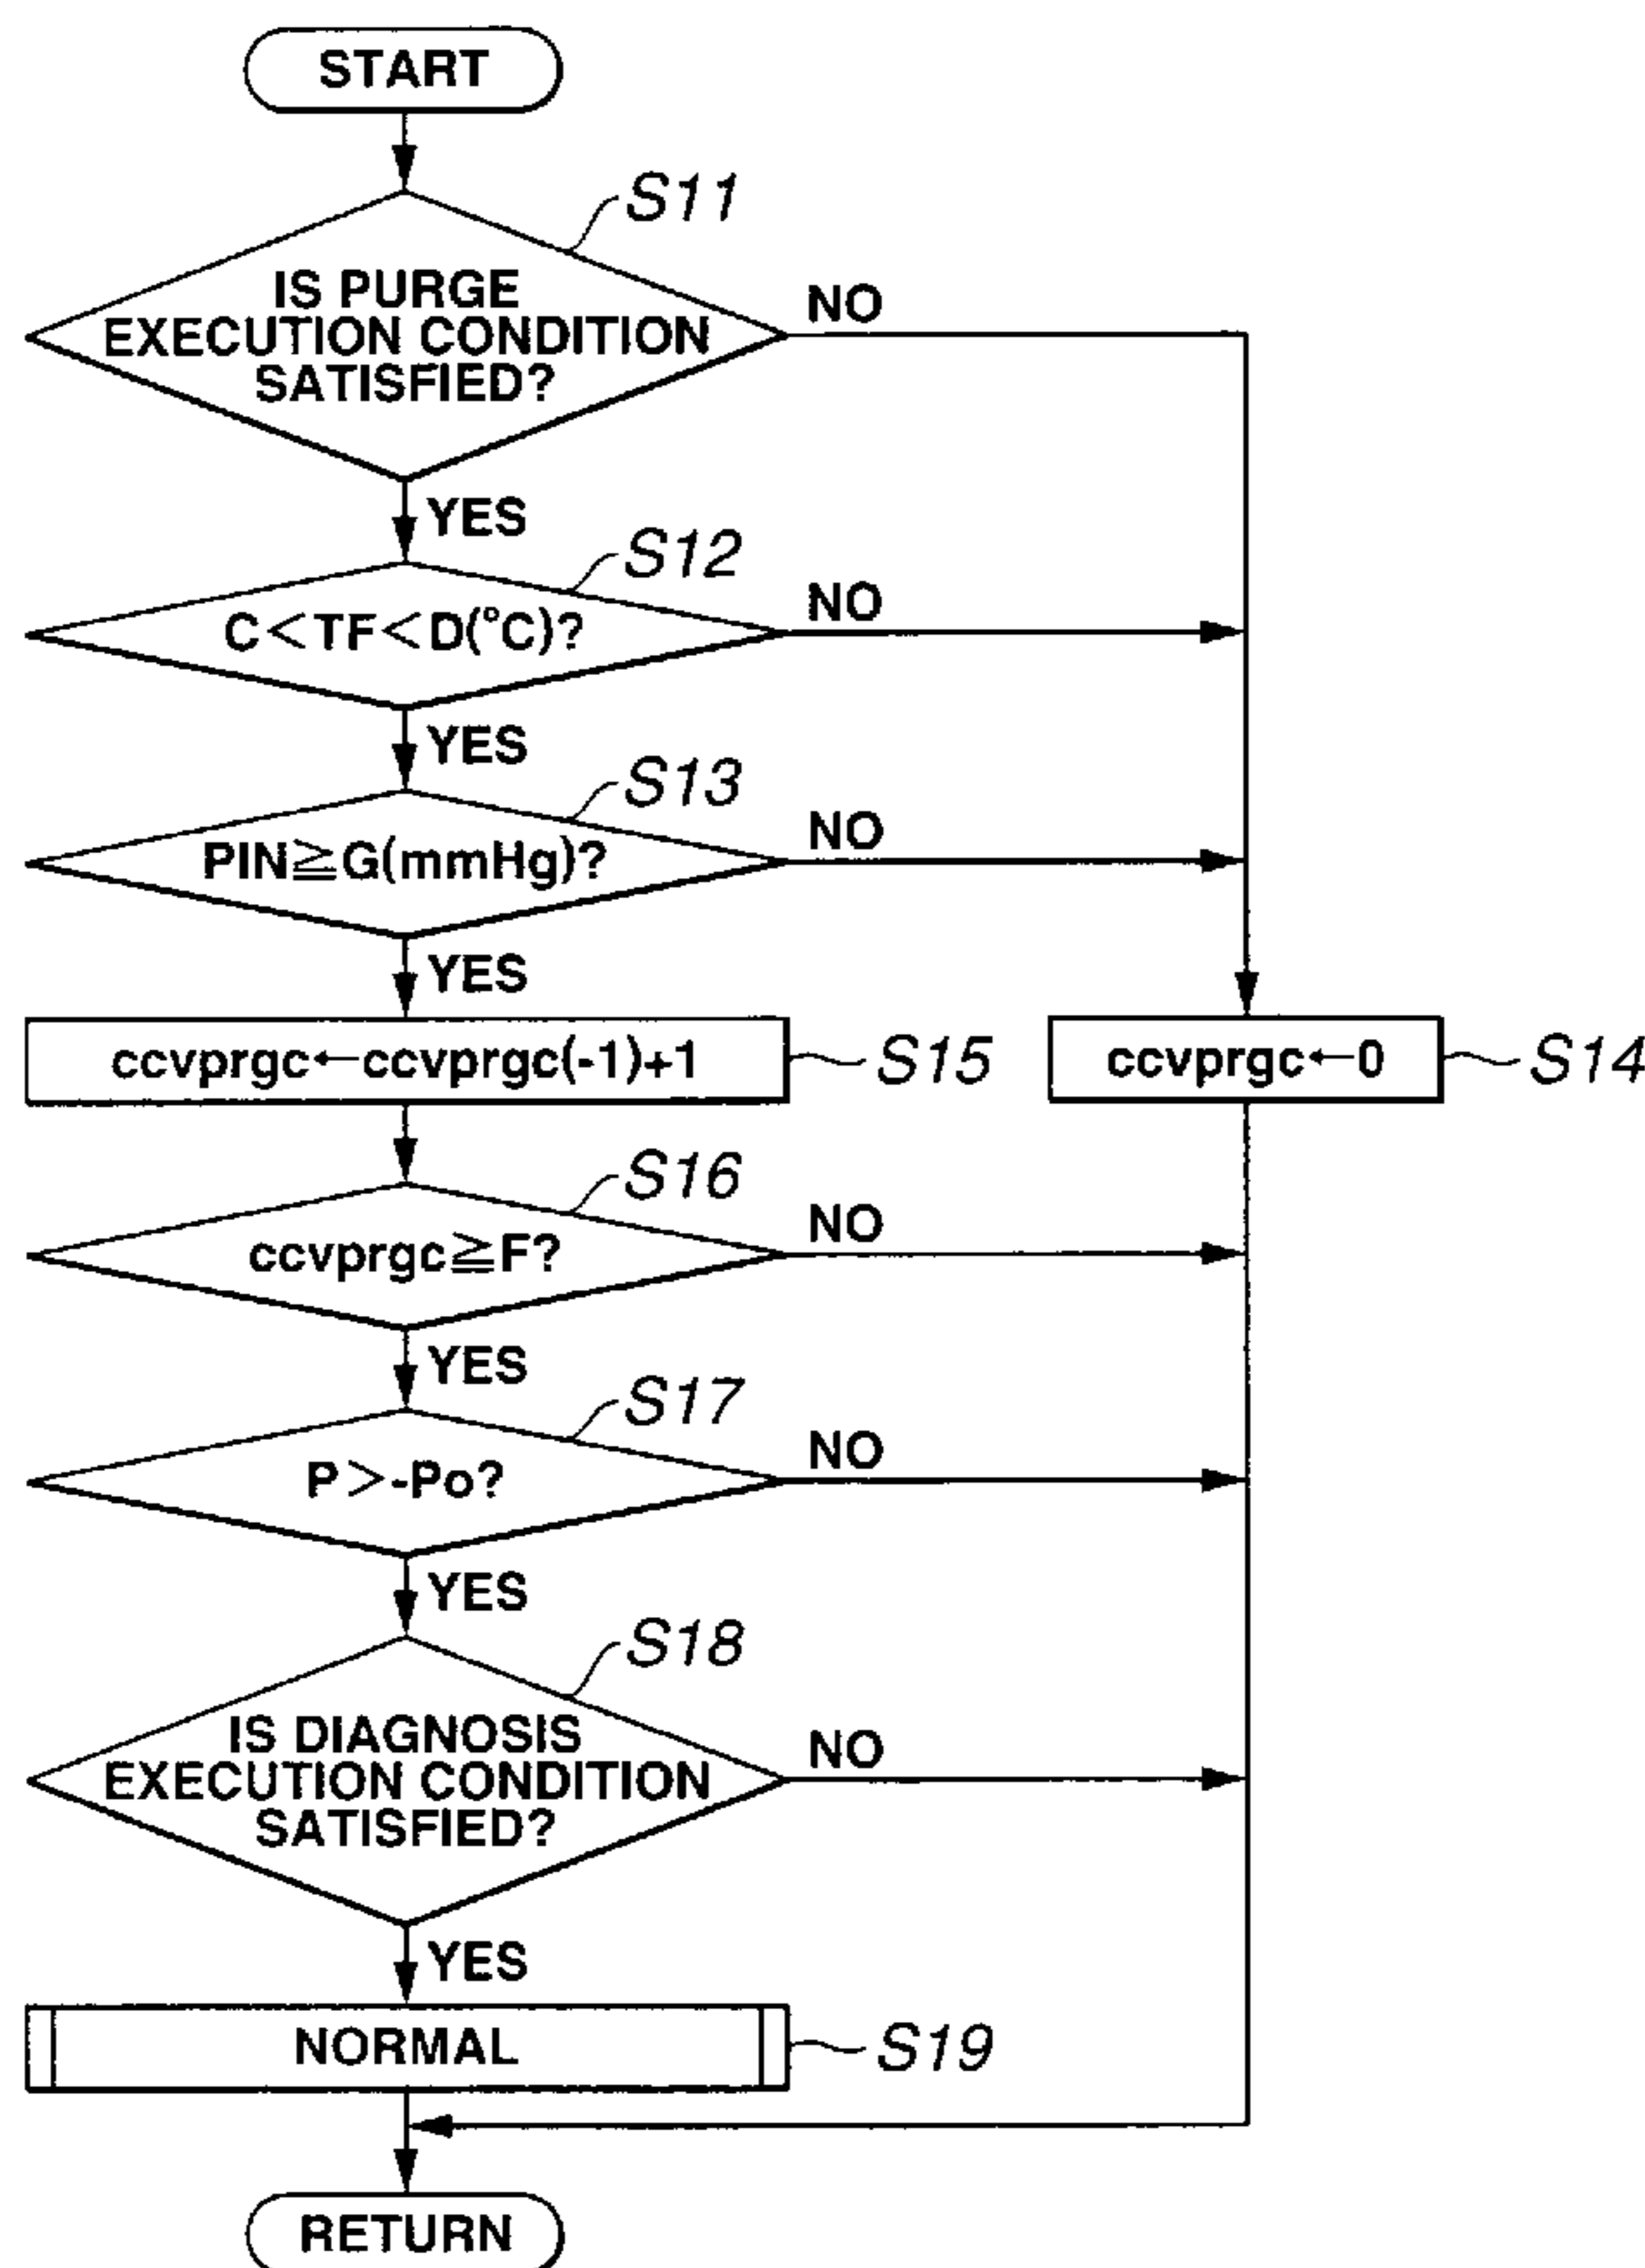 START
S11
IS PURGE
EXECUTION CONDITION
SATISFIED?
NO
YES
S12
C<TF<D(°C)?
NO
YES
S13
PIN≧G(mmHg)?
NO
YES
ccvprgc←ccvprgc(-1)+1
S15
ccvprgc←0
S14
S16
ccvprgc≧F?
NO
YES
S17
P>-Po?
NO
YES
S18
IS DIAGNOSIS
EXECUTION CONDITION
SATISFIED?
NO
YES
NORMAL
S19
RETURN